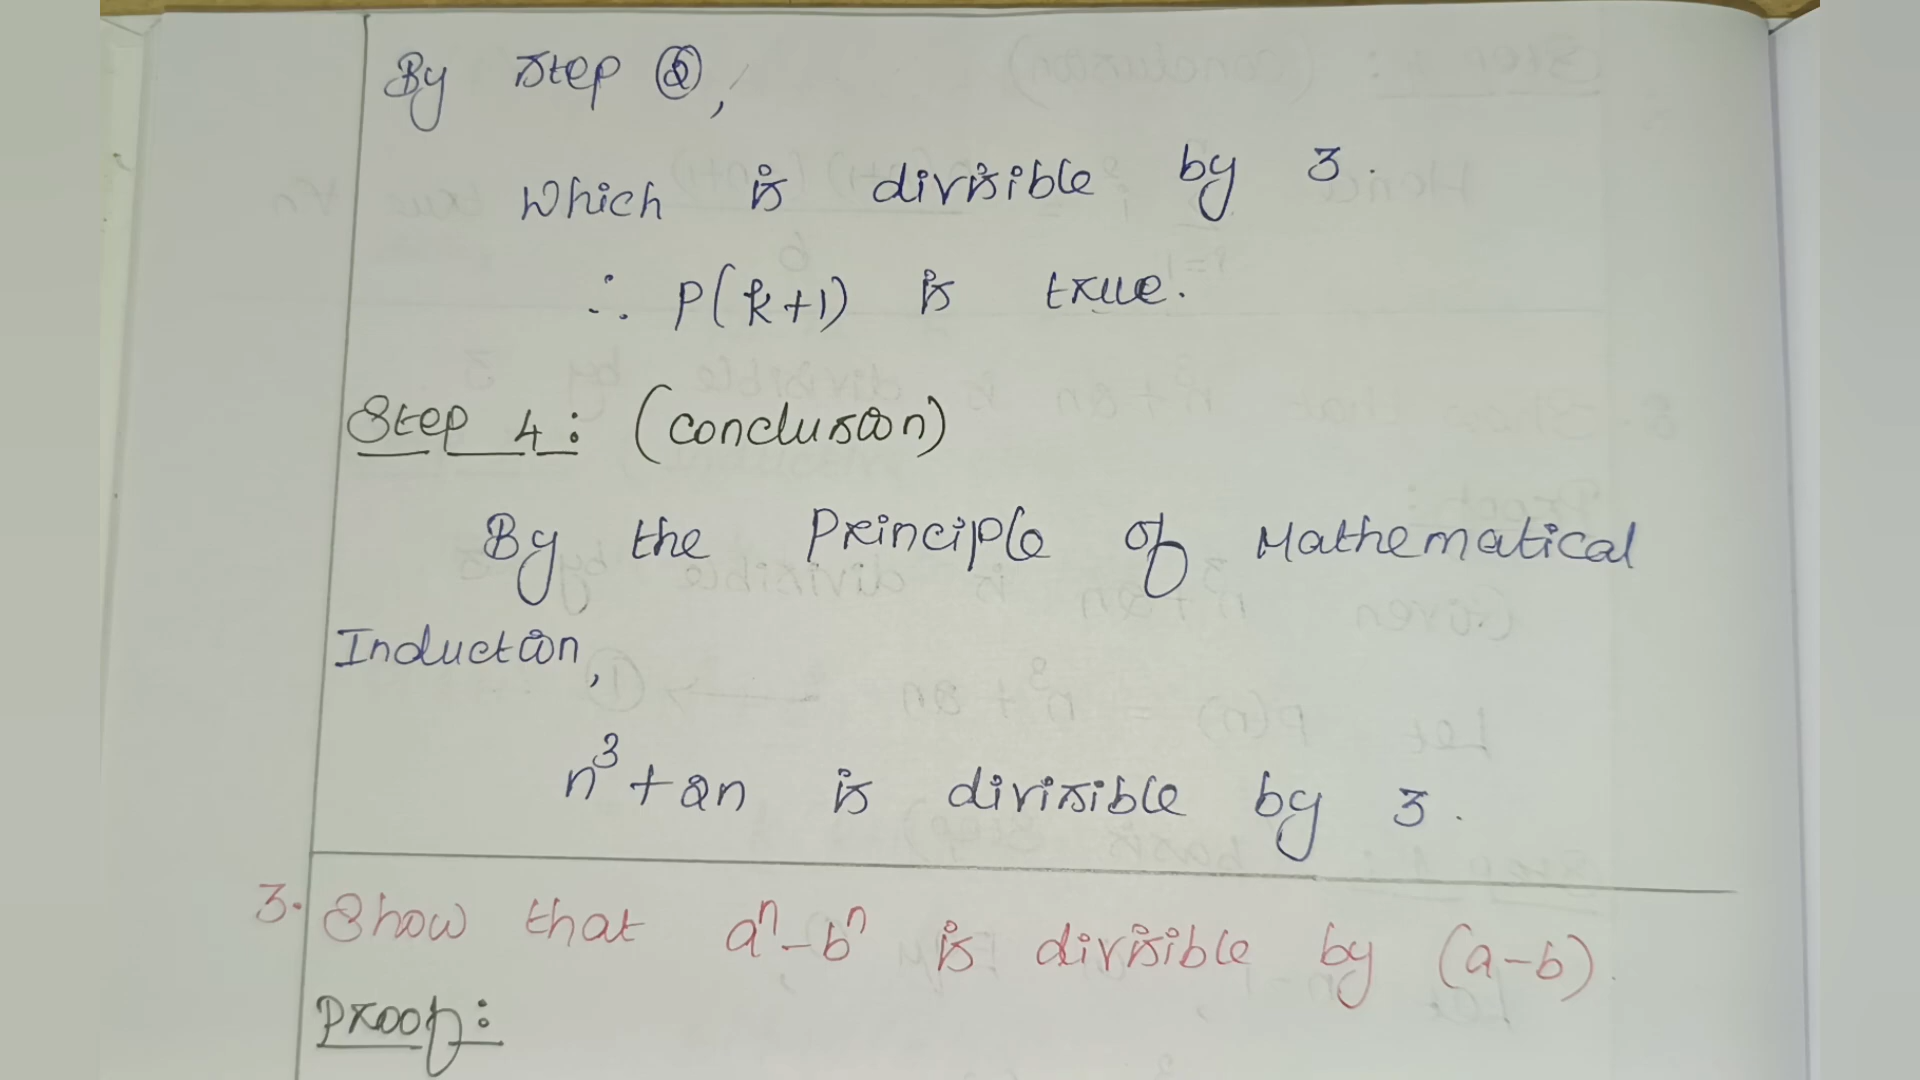 By step ②,
which is divisible by 3.
∴ P(k+1) is true.
Step 4: (conclusion)
By the Principle of Mathematical
Induction,
n³+2n is divisible by 3.
3. Show that aⁿ-bⁿ is divisible by (a-b).
Proof: